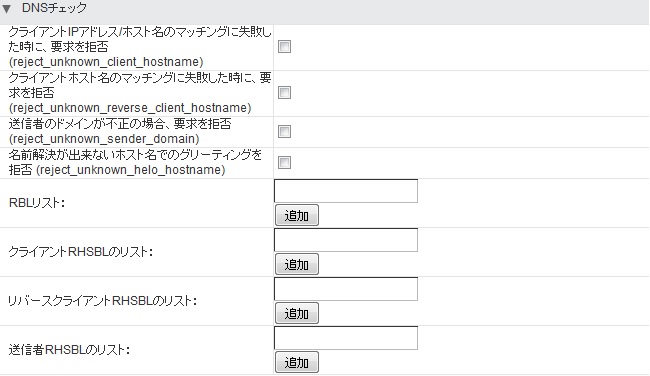 ▼ DNSチェック
クライアントIPアドレス/ホスト名のマッチングに失敗し
た時に、要求を拒否
(reject_unknown_client_hostname)
クライアントホスト名のマッチングに失敗した時に、要
求を拒否
(reject_unknown_reverse_client_hostname)
送信者のドメインが不正の場合、要求を拒否
(reject_unknown_sender_domain)
名前解決が出来ないホスト名でのグリーティングを
拒否 (reject_unknown_helo_hostname)
RBLリスト:
追加
クライアントRHSBLのリスト:
追加
リバースクライアントRHSBLのリスト:
追加
送信者RHSBLのリスト:
追加